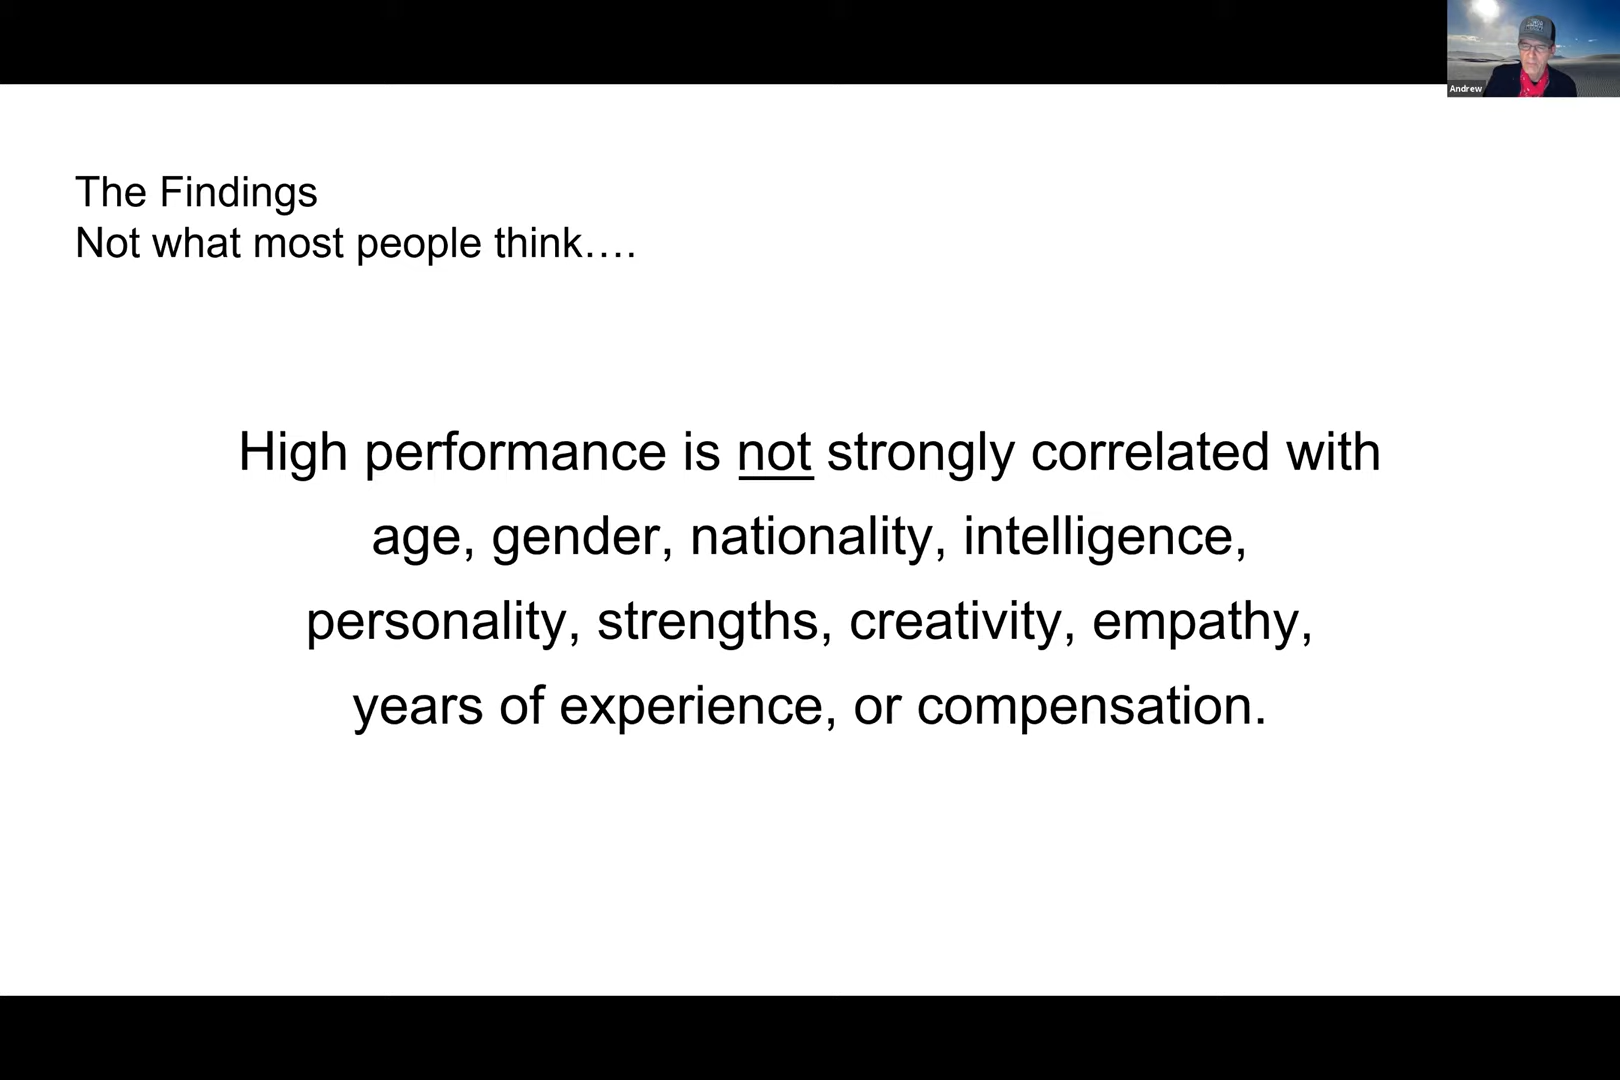 The Findings
Not what most people think….
High performance is not strongly correlated with
age, gender, nationality, intelligence,
personality, strengths, creativity, empathy,
years of experience, or compensation.
Andrew